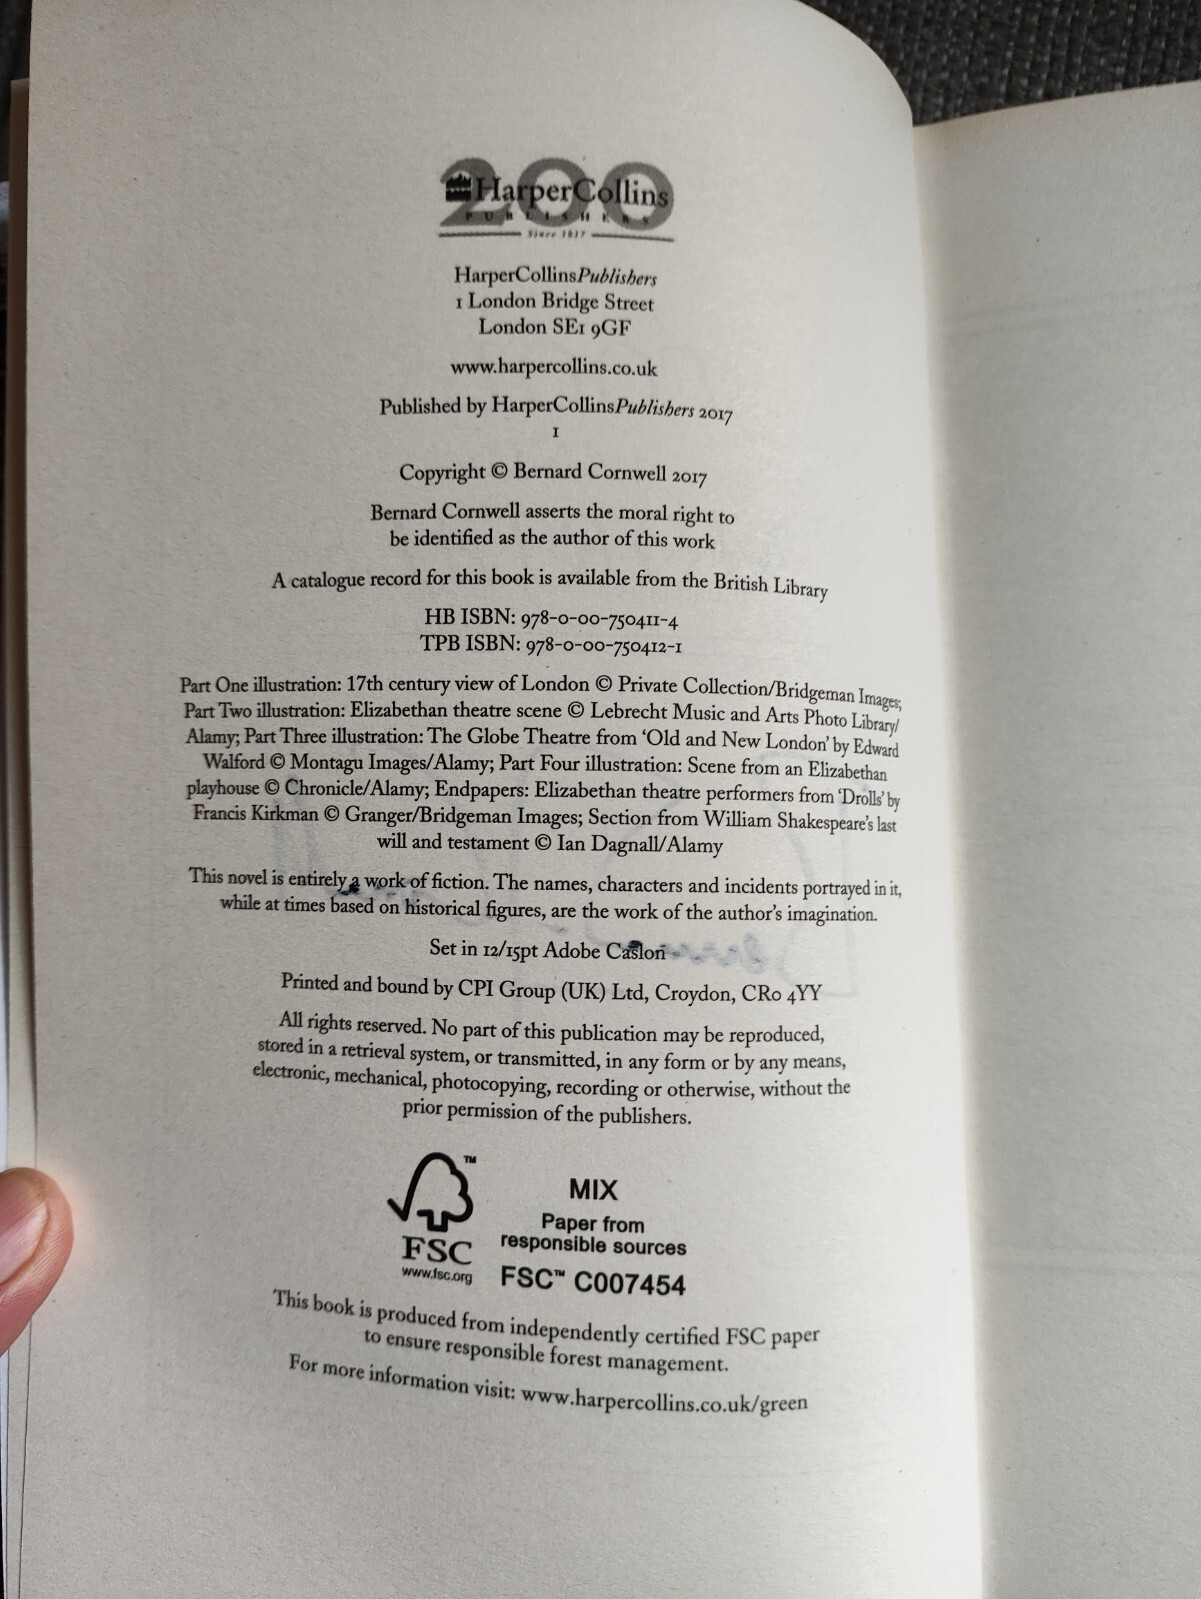 200
HarperCollins
PUBLISHERS
Since 1817
HarperCollinsPublishers
1 London Bridge Street
London SE1 9GF
www.harpercollins.co.uk
Published by HarperCollinsPublishers 2017
1
Copyright © Bernard Cornwell 2017
Bernard Cornwell asserts the moral right to
be identified as the author of this work
A catalogue record for this book is available from the British Library
HB ISBN: 978-0-00-750411-4
TPB ISBN: 978-0-00-750412-1
Part One illustration: 17th century view of London © Private Collection/Bridgeman Images;
Part Two illustration: Elizabethan theatre scene © Lebrecht Music and Arts Photo Library/
Alamy; Part Three illustration: The Globe Theatre from ‘Old and New London’ by Edward
Walford © Montagu Images/Alamy; Part Four illustration: Scene from an Elizabethan
playhouse © Chronicle/Alamy; Endpapers: Elizabethan theatre performers from ‘Drolls’ by
Francis Kirkman © Granger/Bridgeman Images; Section from William Shakespeare’s last
will and testament © Ian Dagnall/Alamy
This novel is entirely a work of fiction. The names, characters and incidents portrayed in it,
while at times based on historical figures, are the work of the author’s imagination.
Set in 12/15pt Adobe Caslon
Printed and bound by CPI Group (UK) Ltd, Croydon, CR0 4YY
All rights reserved. No part of this publication may be reproduced,
stored in a retrieval system, or transmitted, in any form or by any means,
electronic, mechanical, photocopying, recording or otherwise, without the
prior permission of the publishers.
FSC
www.fsc.org
MIX
Paper from
responsible sources
FSC™ C007454
This book is produced from independently certified FSC paper
to ensure responsible forest management.
For more information visit: www.harpercollins.co.uk/green